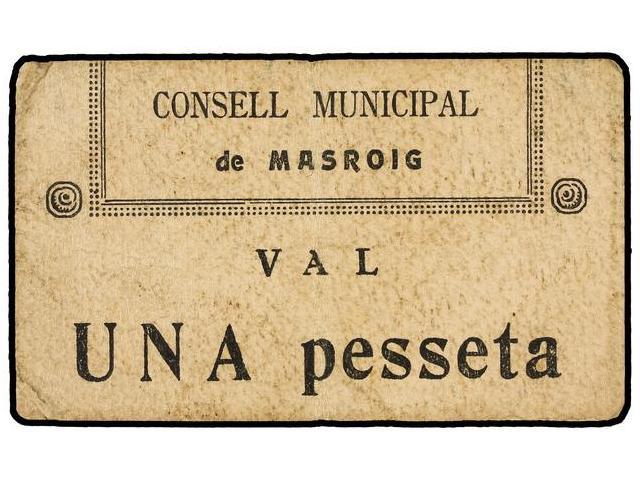 CONSELL MUNICIPAL
de MASROIG
VAL
UNA pesseta